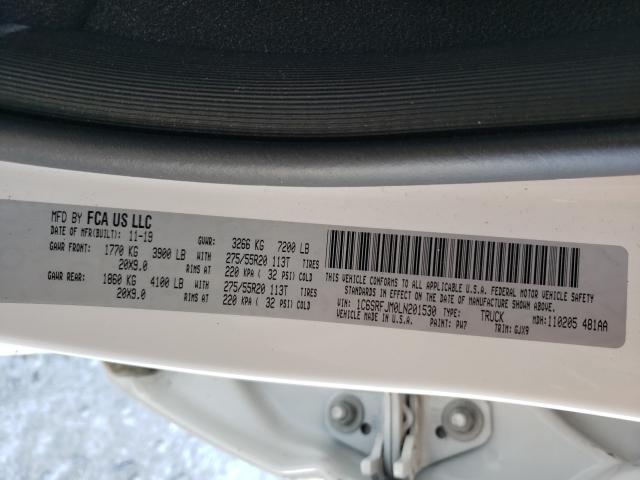 MFD BY FCA US LLC
DATE OF MFR(BUILT): 11-19 GVWR: 3266 KG 7200 LB
GAWR FRONT: 1770 KG 3900 LB WITH 275/55R20 113T TIRES
20X9.0 RIMS AT 220 KPA ( 32 PSI) COLD
GAWR REAR: 1860 KG 4100 LB WITH 275/55R20 113T TIRES
20X9.0 RIMS AT 220 KPA ( 32 PSI) COLD
THIS VEHICLE CONFORMS TO ALL APPLICABLE U.S.A. FEDERAL MOTOR VEHICLE SAFETY
STANDARDS IN EFFECT ON THE DATE OF MANUFACTURE SHOWN ABOVE.
VIN: 1C6SRFJM0LN201530 TYPE: TRUCK MDH: 110205 481AA
VEHICLE MADE IN U.S.A. PAINT: PW7 TRIM: GJX9